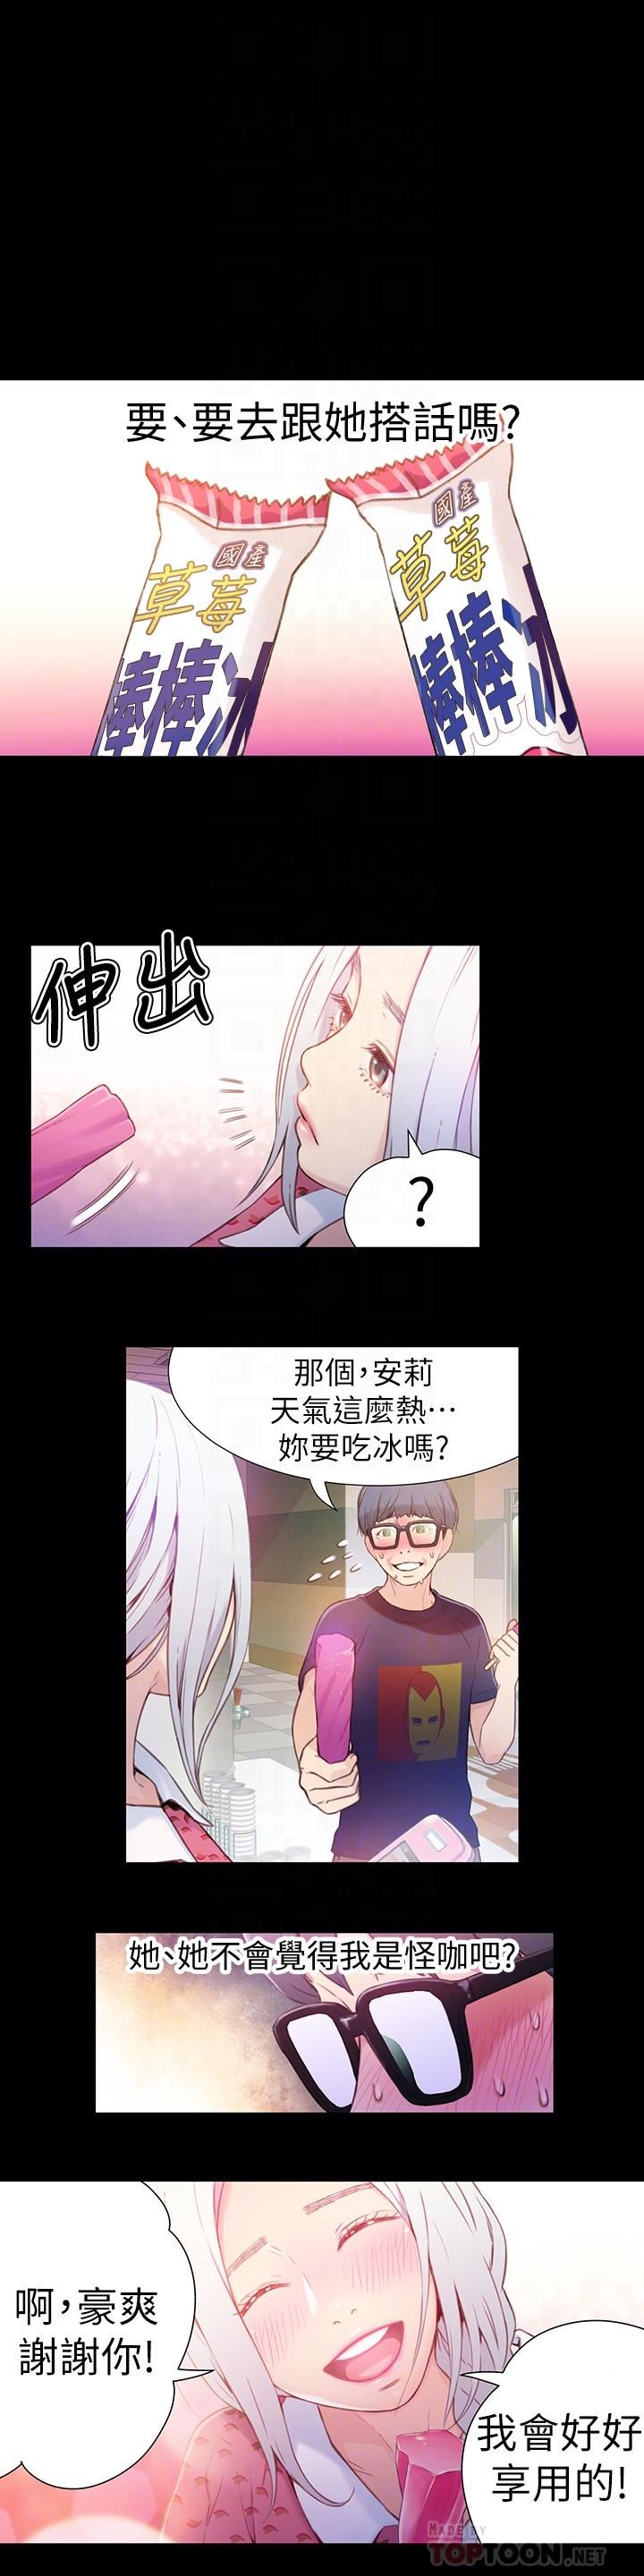 要、要去跟她搭話嗎?
國產
草莓
棒棒冰
國產
草莓
棒棒冰
伸出
?
那個,安莉
天氣這麼熱…
妳要吃冰嗎?
她、她不會覺得我是怪咖吧?
啊,豪爽
謝謝你!
我會好好
享用的!
MADE BY
TOPTOON.NET